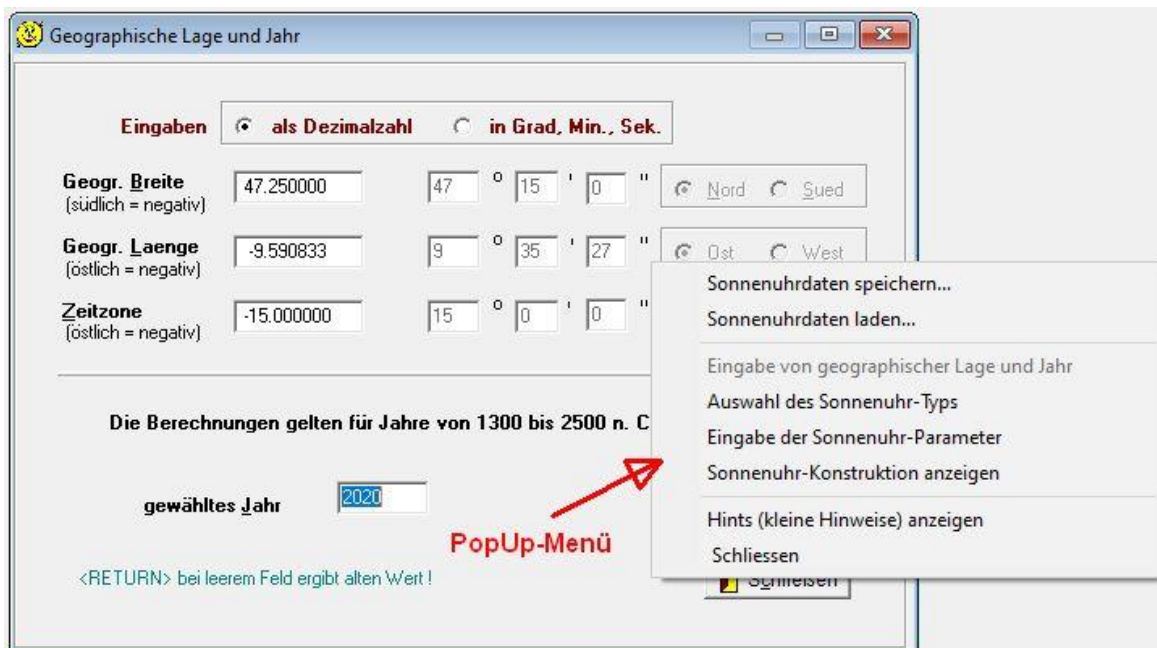 Geographische Lage und Jahr
Eingaben als Dezimalzahl in Grad, Min., Sek.
Geogr. Breite 47.250000 47 ° 15 ' 0 " Nord Sued
(südlich = negativ)
Geogr. Laenge -9.590833 9 ° 35 ' 27 " Ost West
(östlich = negativ)
Zeitzone -15.000000 15 ° 0 ' 0 "
(östlich = negativ)
Die Berechnungen gelten für Jahre von 1300 bis 2500 n. C
gewähltes Jahr 2020
<RETURN> bei leerem Feld ergibt alten Wert !
Sonnenuhrdaten speichern...
Sonnenuhrdaten laden...
Eingabe von geographischer Lage und Jahr
Auswahl des Sonnenuhr-Typs
Eingabe der Sonnenuhr-Parameter
Sonnenuhr-Konstruktion anzeigen
Hints (kleine Hinweise) anzeigen
Schliessen
PopUp-Menü